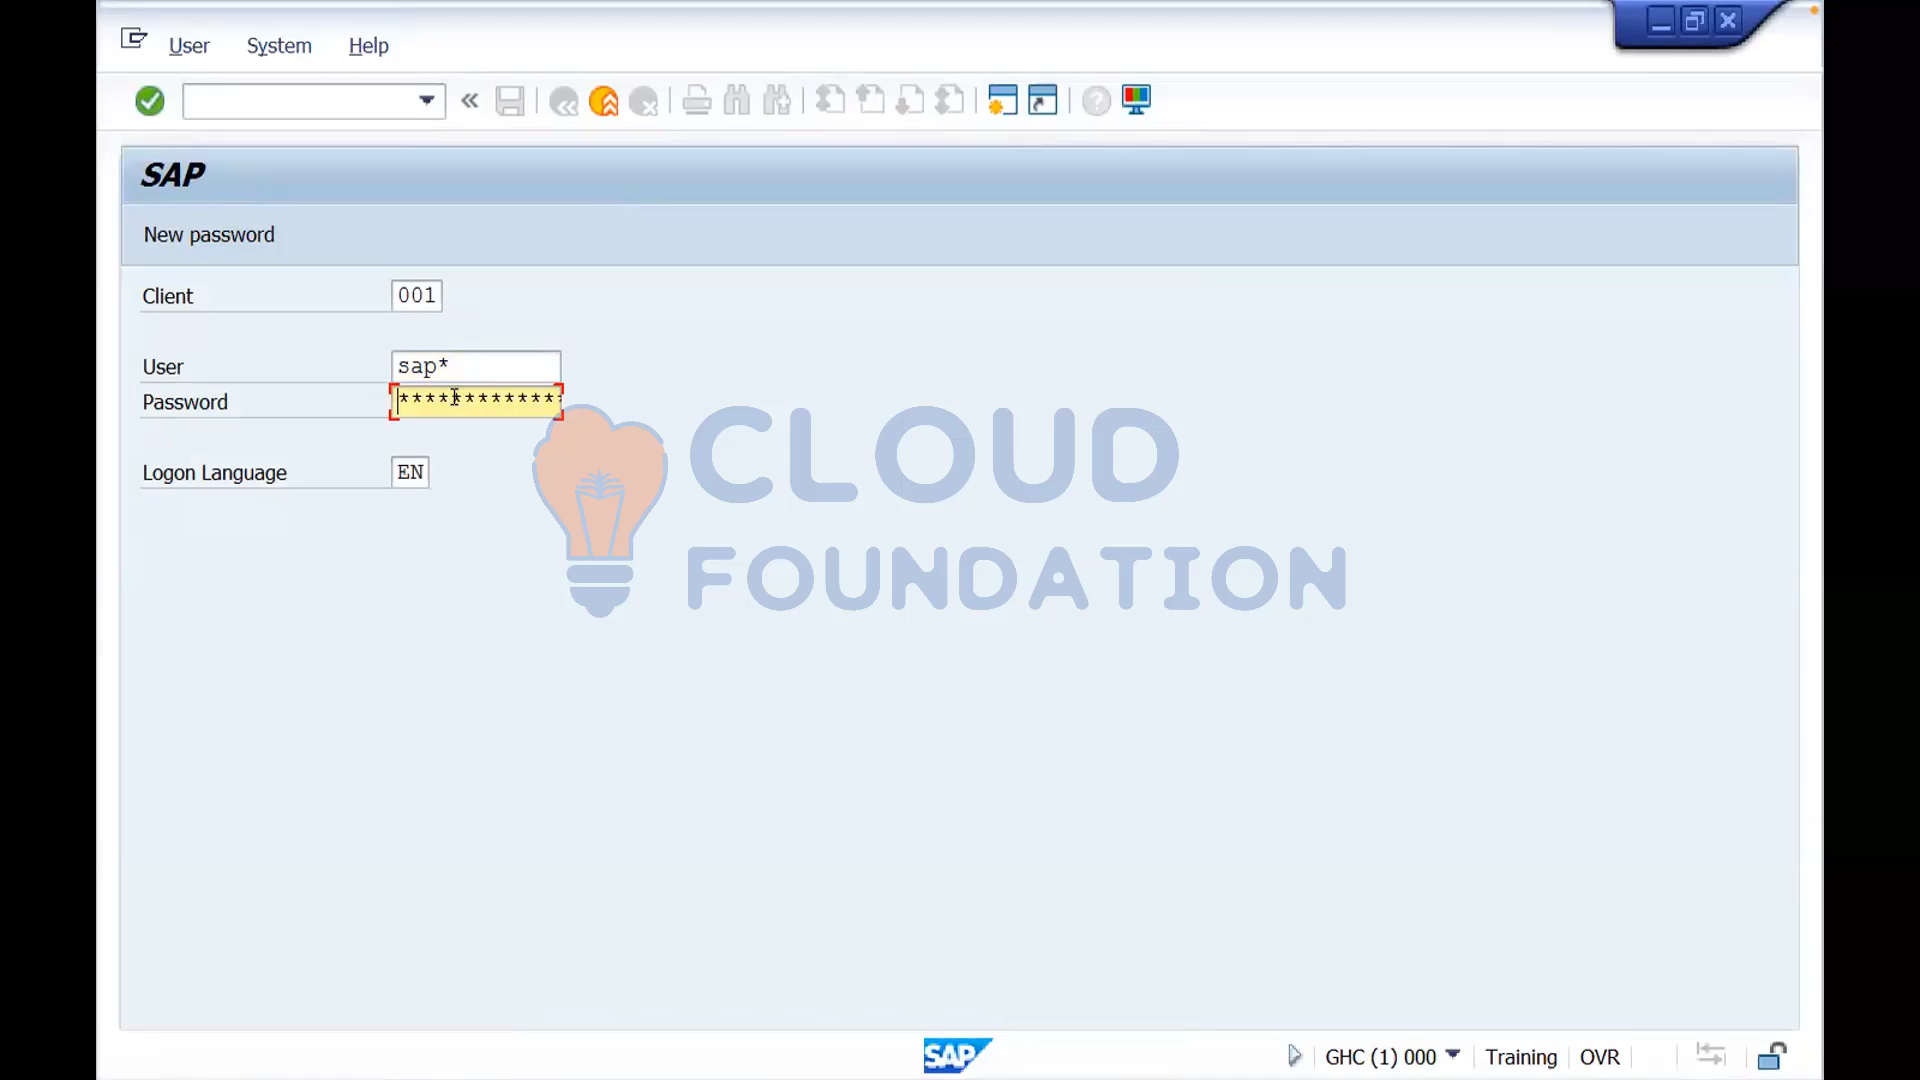 User System Help
SAP
New password
Client 001
User sap*
Password *************
Logon Language EN
CLOUD
FOUNDATION
SAP GHC (1) 000 Training OVR